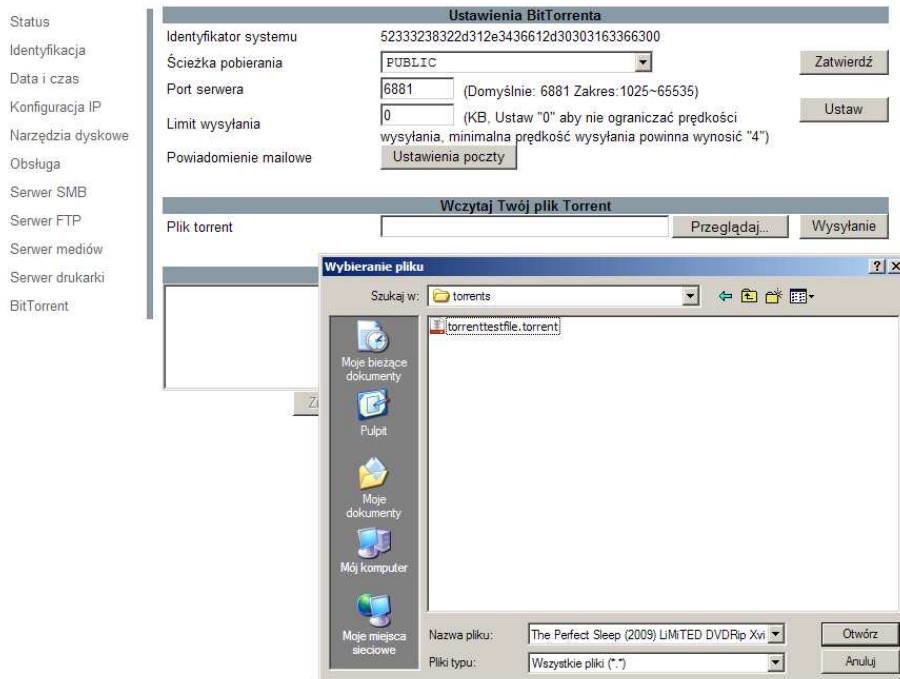 Status
Identyfikacja
Data i czas
Konfiguracja IP
Narzędzia dyskowe
Obsługa
Serwer SMB
Serwer FTP
Serwer mediów
Serwer drukarki
BitTorrent
Ustawienia BitTorrenta
Identyfikator systemu 52333238322d312e3436612d30303163366300
Ścieżka pobierania PUBLIC Zatwierdź
Port serwera 6881 (Domyślnie: 6881 Zakres:1025~65535)
Limit wysyłania 0 (KB, Ustaw "0" aby nie ograniczać prędkości Ustaw
wysyłania, minimalna prędkość wysyłania powinna wynosić "4")
Powiadomienie mailowe Ustawienia poczty
Wczytaj Twój plik Torrent
Plik torrent Przeglądaj... Wysyłanie
Wybieranie pliku
Szukaj w: torrents
torrenttestfile.torrent
Moje bieżące
dokumenty
Pulpit
Moje
dokumenty
Mój komputer
Moje miejsca
sieciowe
Nazwa pliku: The Perfect Sleep (2009) LiMiTED DVDRip Xvi Otwórz
Pliki typu: Wszystkie pliki (*.*) Anuluj